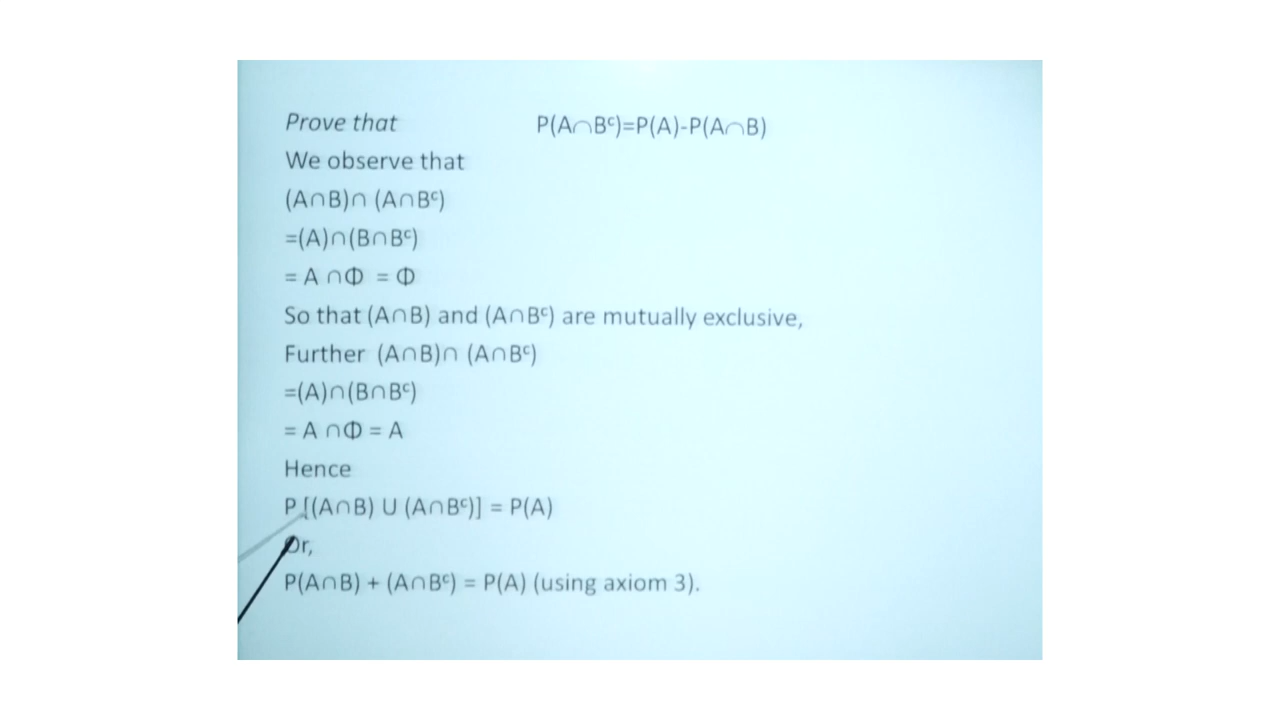 Prove that P(A∩Bᶜ)=P(A)-P(A∩B)
We observe that
(A∩B)∩ (A∩Bᶜ)
=(A)∩(B∩Bᶜ)
= A ∩Φ = Φ
So that (A∩B) and (A∩Bᶜ) are mutually exclusive,
Further (A∩B)∩ (A∩Bᶜ)
=(A)∩(B∩Bᶜ)
= A ∩Φ = A
Hence
P [(A∩B) U (A∩Bᶜ)] = P(A)
Or,
P(A∩B) + (A∩Bᶜ) = P(A) (using axiom 3).